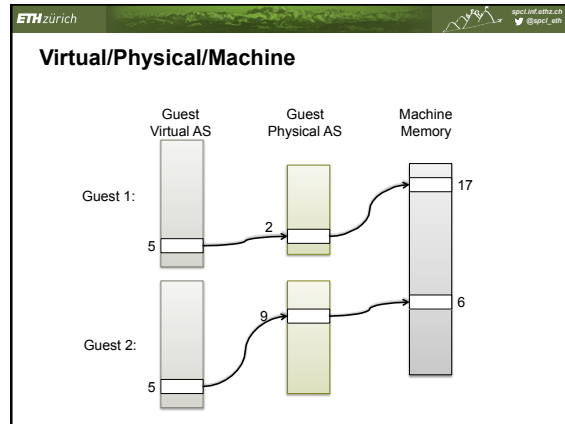 ETHzürich
spcl.inf.ethz.ch
@spcl_eth
Virtual/Physical/Machine
Guest
Virtual AS
Guest
Physical AS
Machine
Memory
Guest 1:
5
2
17
Guest 2:
5
9
6